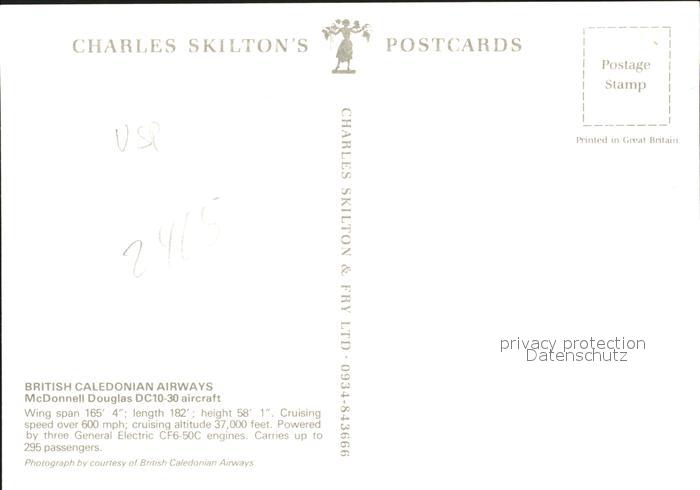 CHARLES SKILTON'S POSTCARDS
Postage
Stamp
Printed in Great Britain
CHARLES SKILTON & FRY LTD · 0934-843666
privacy protection
Datenschutz
BRITISH CALEDONIAN AIRWAYS
McDonnell Douglas DC10-30 aircraft
Wing span 165' 4"; length 182'; height 58' 1". Cruising
speed over 600 mph; cruising altitude 37,000 feet. Powered
by three General Electric CF6-50C engines. Carries up to
295 passengers.
Photograph by courtesy of British Caledonian Airways